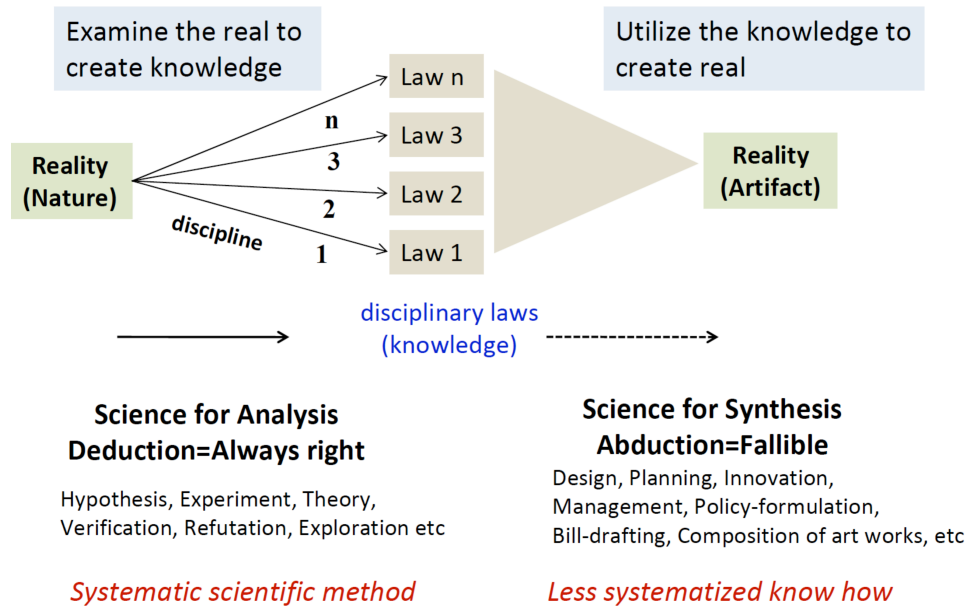 Examine the real to
create knowledge
Utilize the knowledge to
create real
Law n
Law 3
Law 2
Law 1
n
3
2
1
Reality
(Nature)
discipline
Reality
(Artifact)
disciplinary laws
(knowledge)
Science for Analysis
Deduction=Always right
Hypothesis, Experiment, Theory,
Verification, Refutation, Exploration etc
Systematic scientific method
Science for Synthesis
Abduction=Fallible
Design, Planning, Innovation,
Management, Policy-formulation,
Bill-drafting, Composition of art works, etc
Less systematized know how